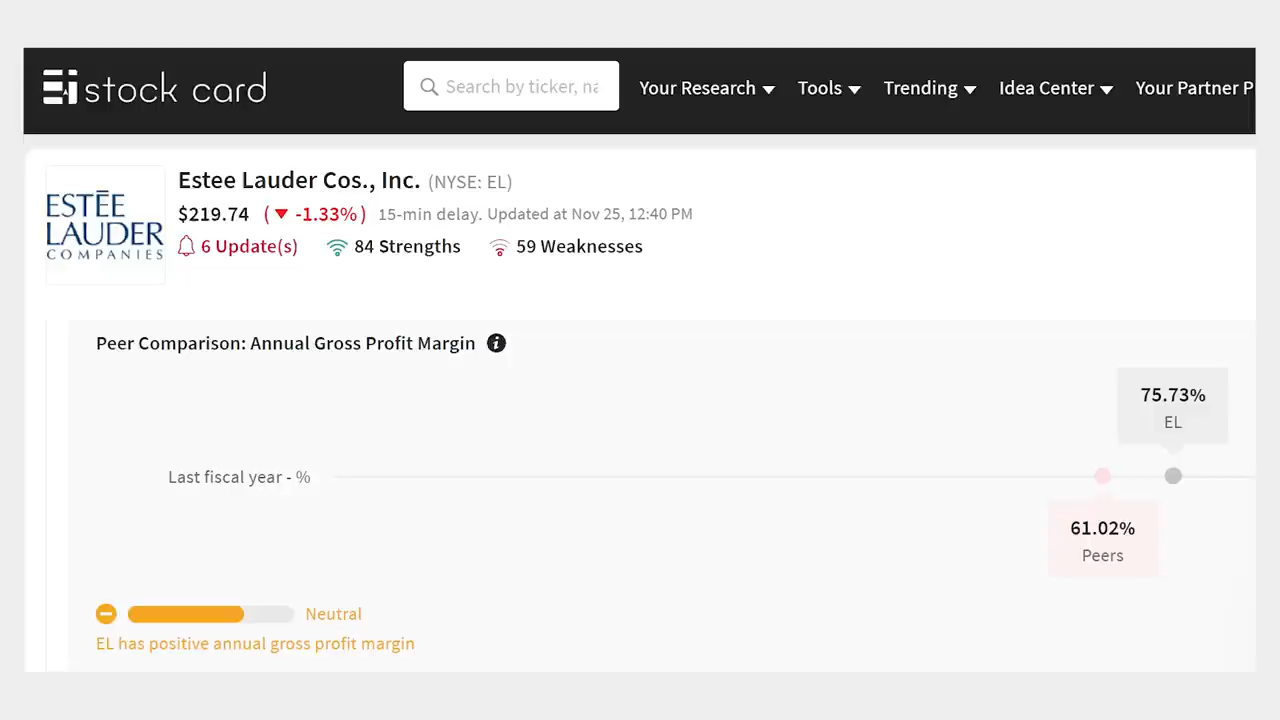 stock card
Search by ticker, na
Your Research
Tools
Trending
Idea Center
Your Partner P
ESTĒE
LAUDER
COMPANIES
Estee Lauder Cos., Inc. (NYSE: EL)
$219.74 ( ▼ -1.33% ) 15-min delay. Updated at Nov 25, 12:40 PM
6 Update(s) 84 Strengths 59 Weaknesses
Peer Comparison: Annual Gross Profit Margin
75.73%
EL
Last fiscal year - %
61.02%
Peers
Neutral
EL has positive annual gross profit margin